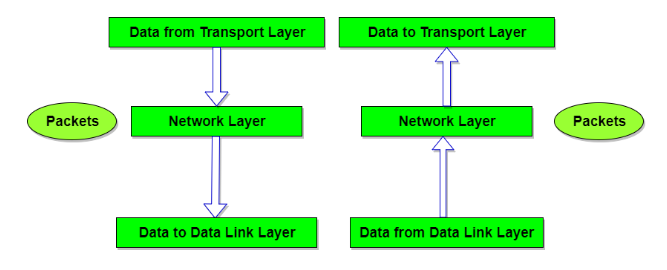 Data from Transport Layer
Data to Transport Layer
Packets
Network Layer
Network Layer
Packets
Data to Data Link Layer
Data from Data Link Layer